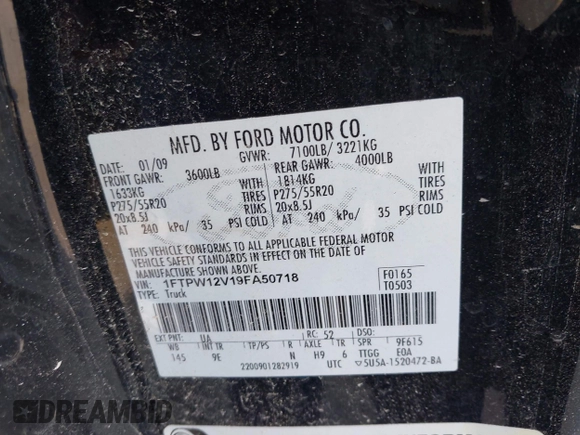 MFD. BY FORD MOTOR CO.
DATE: 01/09 GVWR: 7100LB/ 3221KG
FRONT GAWR: 3600LB REAR GAWR: 4000LB
1633KG 1814KG
P275/55R20 TIRES P275/55R20 TIRES
20x8.5J RIMS 20x8.5J RIMS
AT 240 kPa/ 35 PSI COLD AT 240 kPa/ 35 PSI COLD
THIS VEHICLE CONFORMS TO ALL APPLICABLE FEDERAL MOTOR
VEHICLE SAFETY STANDARDS IN EFFECT ON THE DATE OF
MANUFACTURE SHOWN ABOVE.
VIN: 1FTPW12V19FA50718 F0165
TYPE: Truck T0503
EXT PNT: UA RC: 52 DSO:
WB INT TR TP/PS R AXLE TR SPR 9F615
145 9E N H9 6 TTGG E0A
2200901282919 UTC 5U5A-1520472-BA
DREAMBID